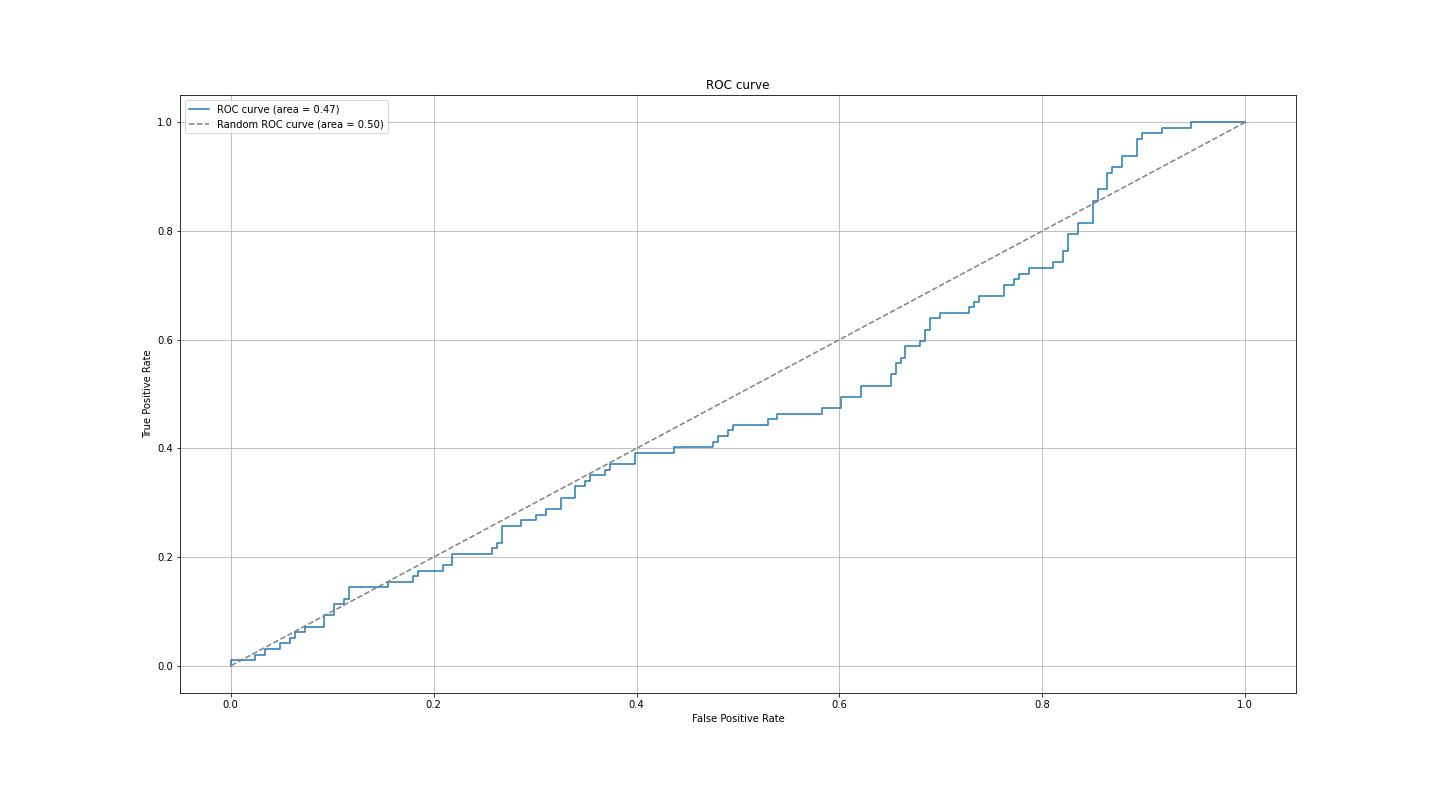 ROC curve
ROC curve (area = 0.47)
Random ROC curve (area = 0.50)
1.0
0.8
0.6
0.4
0.2
0.0
True Positive Rate
0.0 0.2 0.4 0.6 0.8 1.0
False Positive Rate